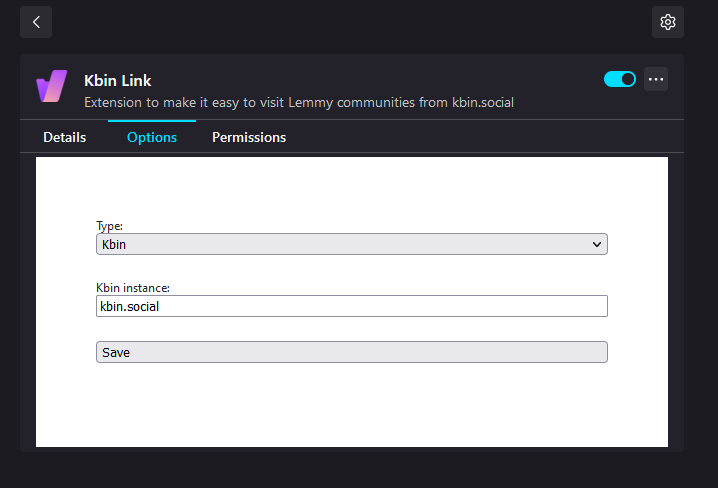 Kbin Link
Extension to make it easy to visit Lemmy communities from kbin.social
Details Options Permissions
Type:
Kbin
Kbin instance:
kbin.social
Save